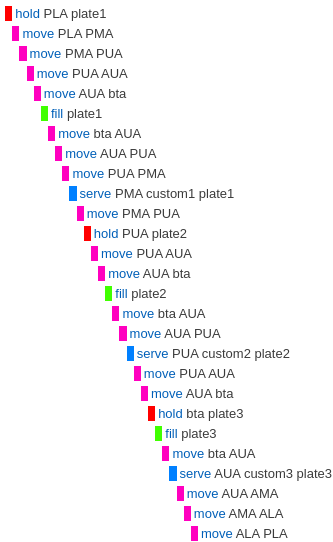 hold PLA plate1
move PLA PMA
move PMA PUA
move PUA AUA
move AUA bta
fill plate1
move bta AUA
move AUA PUA
move PUA PMA
serve PMA custom1 plate1
move PMA PUA
hold PUA plate2
move PUA AUA
move AUA bta
fill plate2
move bta AUA
move AUA PUA
serve PUA custom2 plate2
move PUA AUA
move AUA bta
hold bta plate3
fill plate3
move bta AUA
serve AUA custom3 plate3
move AUA AMA
move AMA ALA
move ALA PLA